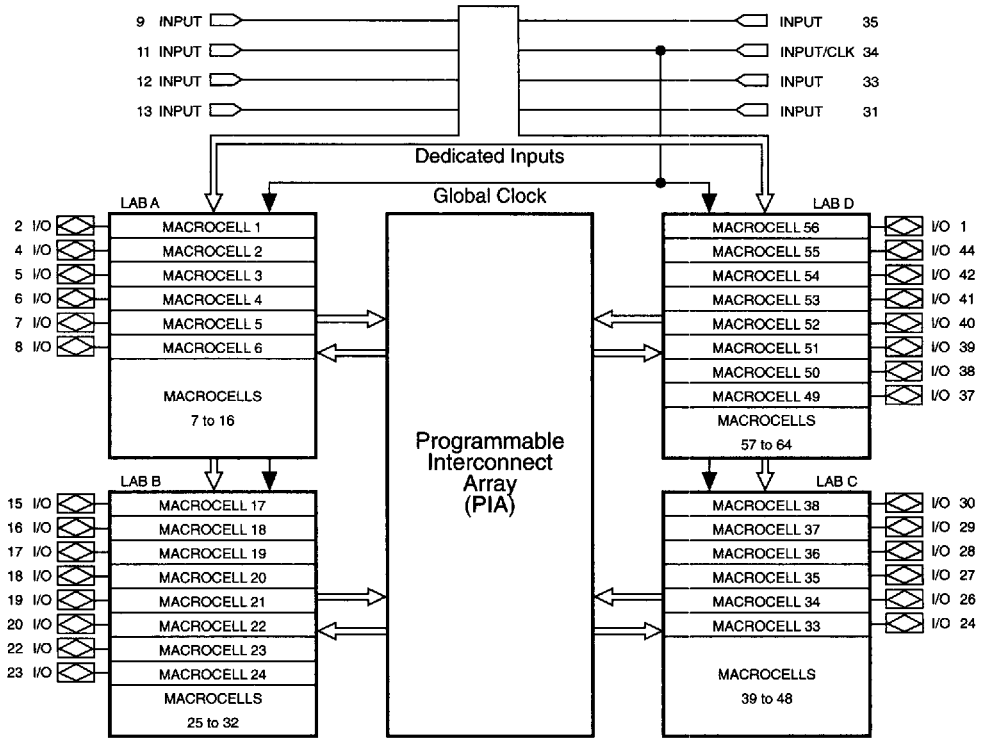 9 INPUT
11 INPUT
12 INPUT
13 INPUT
INPUT 35
INPUT/CLK 34
INPUT 33
INPUT 31
Dedicated Inputs
Global Clock
LAB A
2 I/O MACROCELL 1
4 I/O MACROCELL 2
5 I/O MACROCELL 3
6 I/O MACROCELL 4
7 I/O MACROCELL 5
8 I/O MACROCELL 6
MACROCELLS
7 to 16
LAB B
15 I/O MACROCELL 17
16 I/O MACROCELL 18
17 I/O MACROCELL 19
18 I/O MACROCELL 20
19 I/O MACROCELL 21
20 I/O MACROCELL 22
22 I/O MACROCELL 23
23 I/O MACROCELL 24
MACROCELLS
25 to 32
Programmable
Interconnect
Array
(PIA)
LAB D
MACROCELL 56 I/O 1
MACROCELL 55 I/O 44
MACROCELL 54 I/O 42
MACROCELL 53 I/O 41
MACROCELL 52 I/O 40
MACROCELL 51 I/O 39
MACROCELL 50 I/O 38
MACROCELL 49 I/O 37
MACROCELLS
57 to 64
LAB C
MACROCELL 38 I/O 30
MACROCELL 37 I/O 29
MACROCELL 36 I/O 28
MACROCELL 35 I/O 27
MACROCELL 34 I/O 26
MACROCELL 33 I/O 24
MACROCELLS
39 to 48